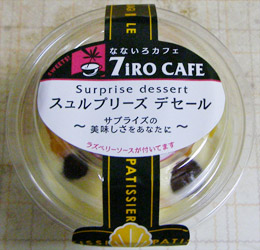 SWEETS
なないろカフェ
7iRO CAFE
Surprise dessert
スュルプリーズ デセール
サプライズの
～ 美味しさをあなたに ～
ラズベリーソースが付いてます
PATISSIER